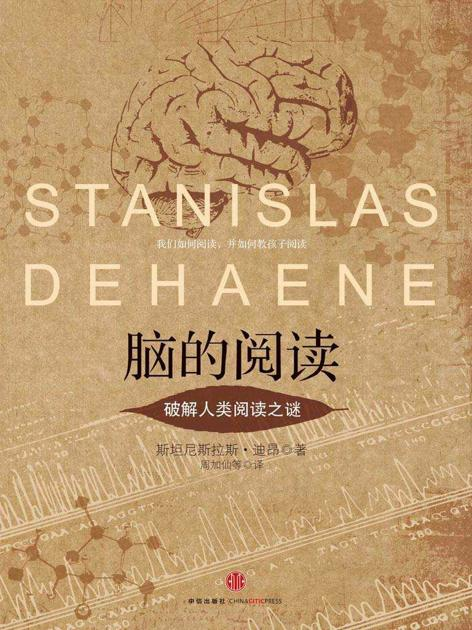 STANISLAS
我们如何阅读，并如何教孩子阅读
DEHAENE
脑的阅读
破解人类阅读之谜
斯坦尼斯拉斯·迪昂◎著
周加仙等◎译
280
中信出版社 CHINACITICPRESS